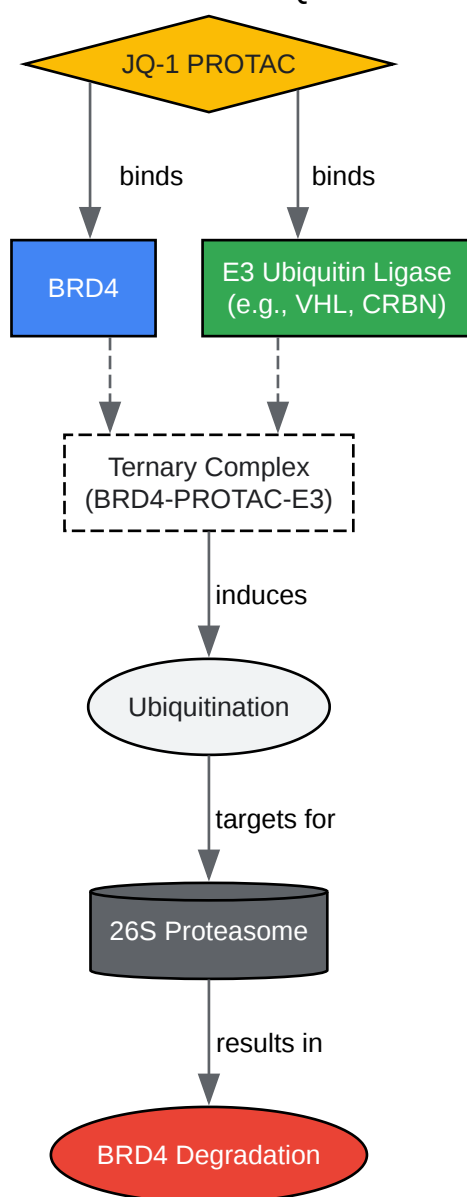 JQ-1 PROTAC
binds
binds
BRD4
E3 Ubiquitin Ligase
(e.g., VHL, CRBN)
Ternary Complex
(BRD4-PROTAC-E3)
induces
Ubiquitination
targets for
26S Proteasome
results in
BRD4 Degradation